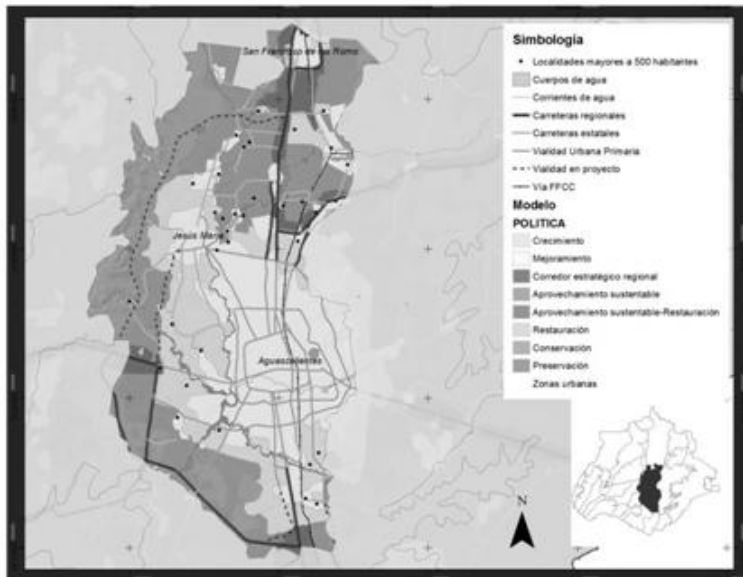 San Francisco de los Romo
Jesús María
Aguascalientes
Simbología
Localidades mayores a 500 habitantes
Cuerpos de agua
Corrientes de agua
Carreteras regionales
Carreteras estatales
Vialidad Urbana Primaria
Vialidad en proyecto
Vía FFCC
Modelo
POLITICA
Crecimiento
Mejoramiento
Corredor estratégico regional
Aprovechamiento sustentable
Aprovechamiento sustentable-Restauración
Restauración
Conservación
Preservación
Zonas urbanas
N